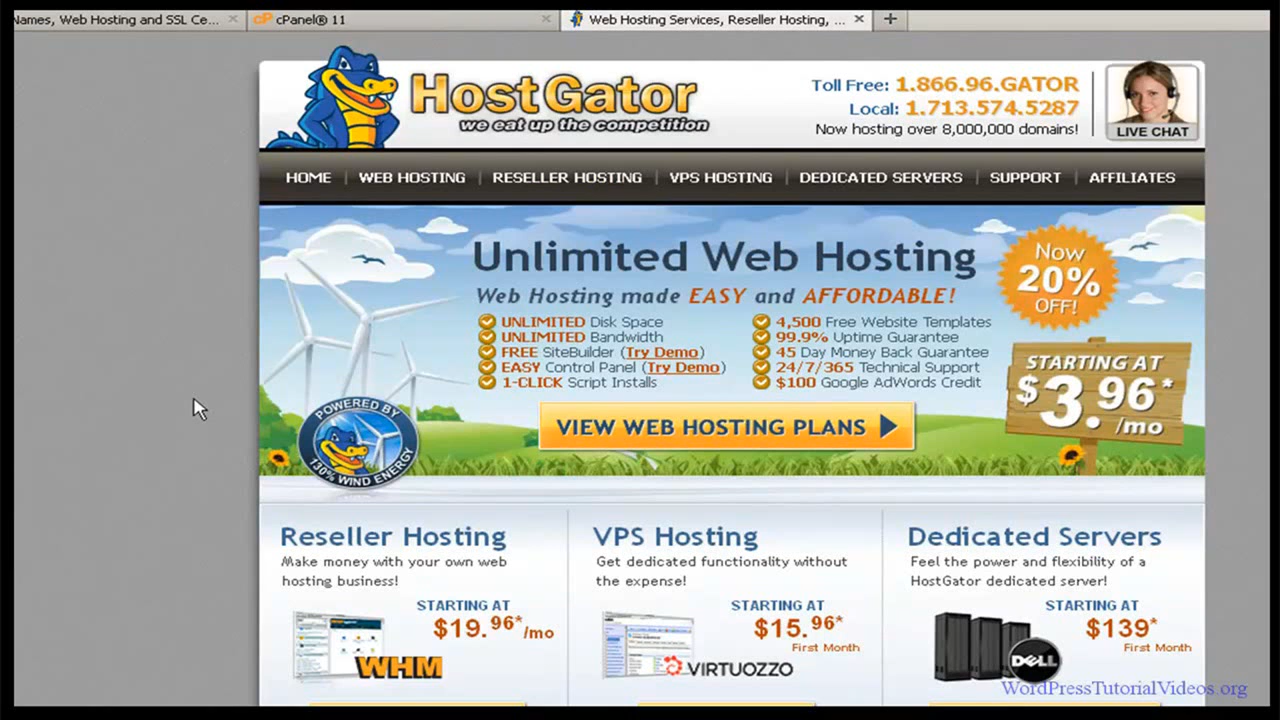 Names, Web Hosting and SSL Ce...
cP cPanel® 11
Web Hosting Services, Reseller Hosting, ...
HostGator
we eat up the competition
Toll Free: 1.866.96.GATOR
Local: 1.713.574.5287
Now hosting over 8,000,000 domains!
LIVE CHAT
HOME
WEB HOSTING
RESELLER HOSTING
VPS HOSTING
DEDICATED SERVERS
SUPPORT
AFFILIATES
Unlimited Web Hosting
Web Hosting made EASY and AFFORDABLE!
UNLIMITED Disk Space
UNLIMITED Bandwidth
FREE SiteBuilder (Try Demo)
EASY Control Panel (Try Demo)
1-CLICK Script Installs
4,500 Free Website Templates
99.9% Uptime Guarantee
45 Day Money Back Guarantee
24/7/365 Technical Support
$100 Google AdWords Credit
Now
20%
OFF!
STARTING AT
$3.96*
/mo
VIEW WEB HOSTING PLANS
POWERED BY
130% WIND ENERGY
Reseller Hosting
Make money with your own web
hosting business!
STARTING AT
$19.96*/mo
WHM
VPS Hosting
Get dedicated functionality without
the expense!
STARTING AT
$15.96*
First Month
VIRTUOZZO
Dedicated Servers
Feel the power and flexibility of a
HostGator dedicated server!
STARTING AT
$139*
First Month
DELL
WordPressTutorialVideos.org